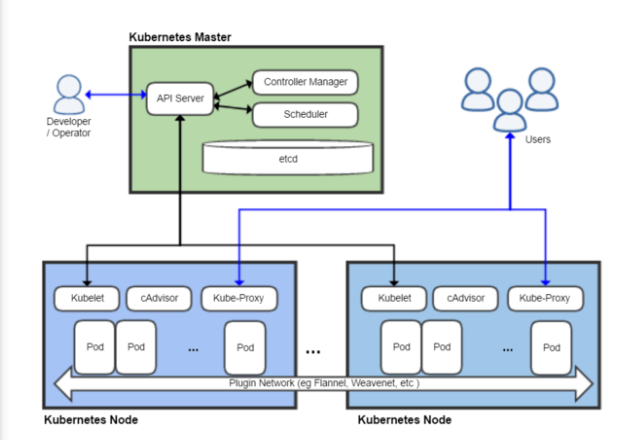 Kubernetes Master
API Server
Controller Manager
Scheduler
etcd
Developer
/ Operator
Users
Kubelet
cAdvisor
Kube-Proxy
Kubelet
cAdvisor
Kube-Proxy
Pod
Pod
...
Pod
...
Pod
Pod
...
Pod
Plugin Network (eg Flannel, Weavenet, etc )
Kubernetes Node
Kubernetes Node